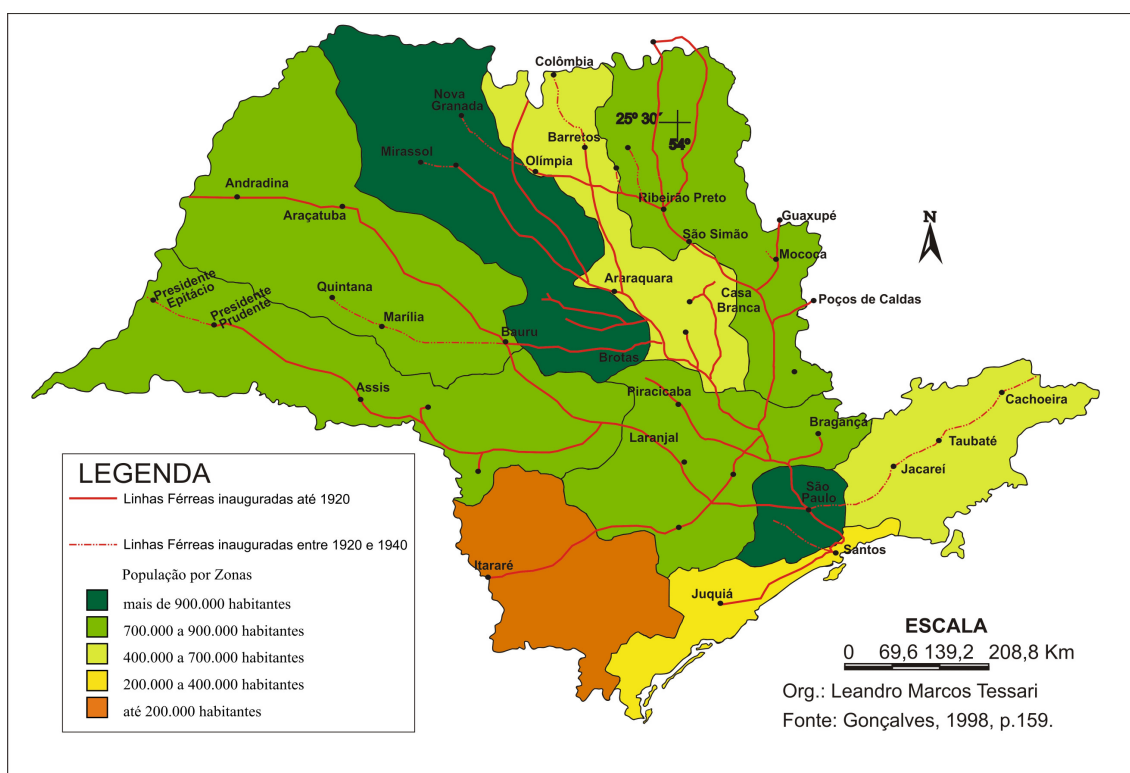 Colômbia
Nova
Granada
25º 30´
54º
Barretos
Mirassol
Olímpia
Andradina
Araçatuba
Ribeirão Preto
Guaxupé
N
São Simão
Mococa
Presidente
Epitácio
Presidente
Prudente
Quintana
Araraquara
Casa
Branca
Poços de Caldas
Marília
Bauru
Brotas
Assis
Piracicaba
Cachoeira
Bragança
Laranjal
Taubaté
Jacareí
São
Paulo
Santos
Itararé
Juquiá
LEGENDA
Linhas Férreas inauguradas até 1920
Linhas Férreas inauguradas entre 1920 e 1940
População por Zonas
mais de 900.000 habitantes
700.000 a 900.000 habitantes
400.000 a 700.000 habitantes
200.000 a 400.000 habitantes
até 200.000 habitantes
ESCALA
0 69,6 139,2 208,8 Km
Org.: Leandro Marcos Tessari
Fonte: Gonçalves, 1998, p.159.